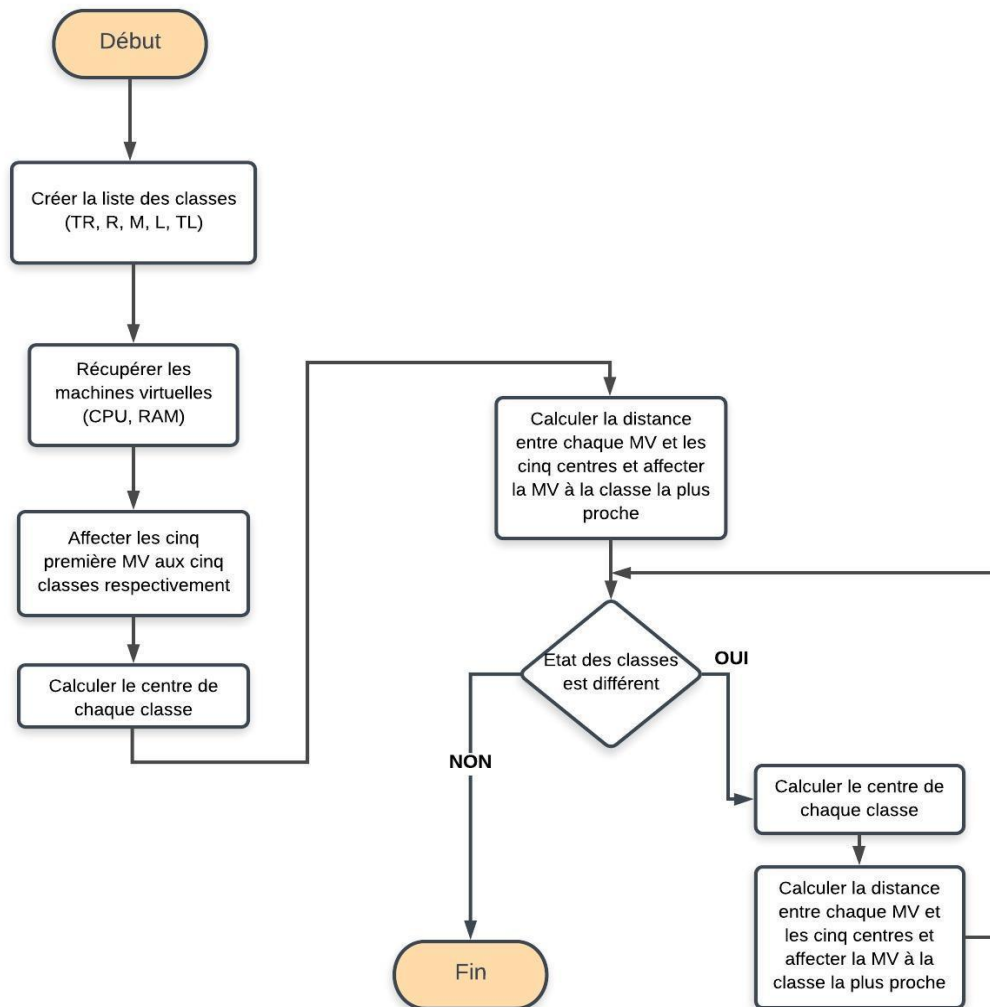 Début
Créer la liste des classes
(TR, R, M, L, TL)
Récupérer les
machines virtuelles
(CPU, RAM)
Affecter les cinq
première MV aux cinq
classes respectivement
Calculer le centre de
chaque classe
Calculer la distance
entre chaque MV et les
cinq centres et affecter
la MV à la classe la plus
proche
Etat des classes
est différent
OUI
NON
Calculer le centre de
chaque classe
Calculer la distance
entre chaque MV et
les cinq centres et
affecter la MV à la
classe la plus proche
Fin